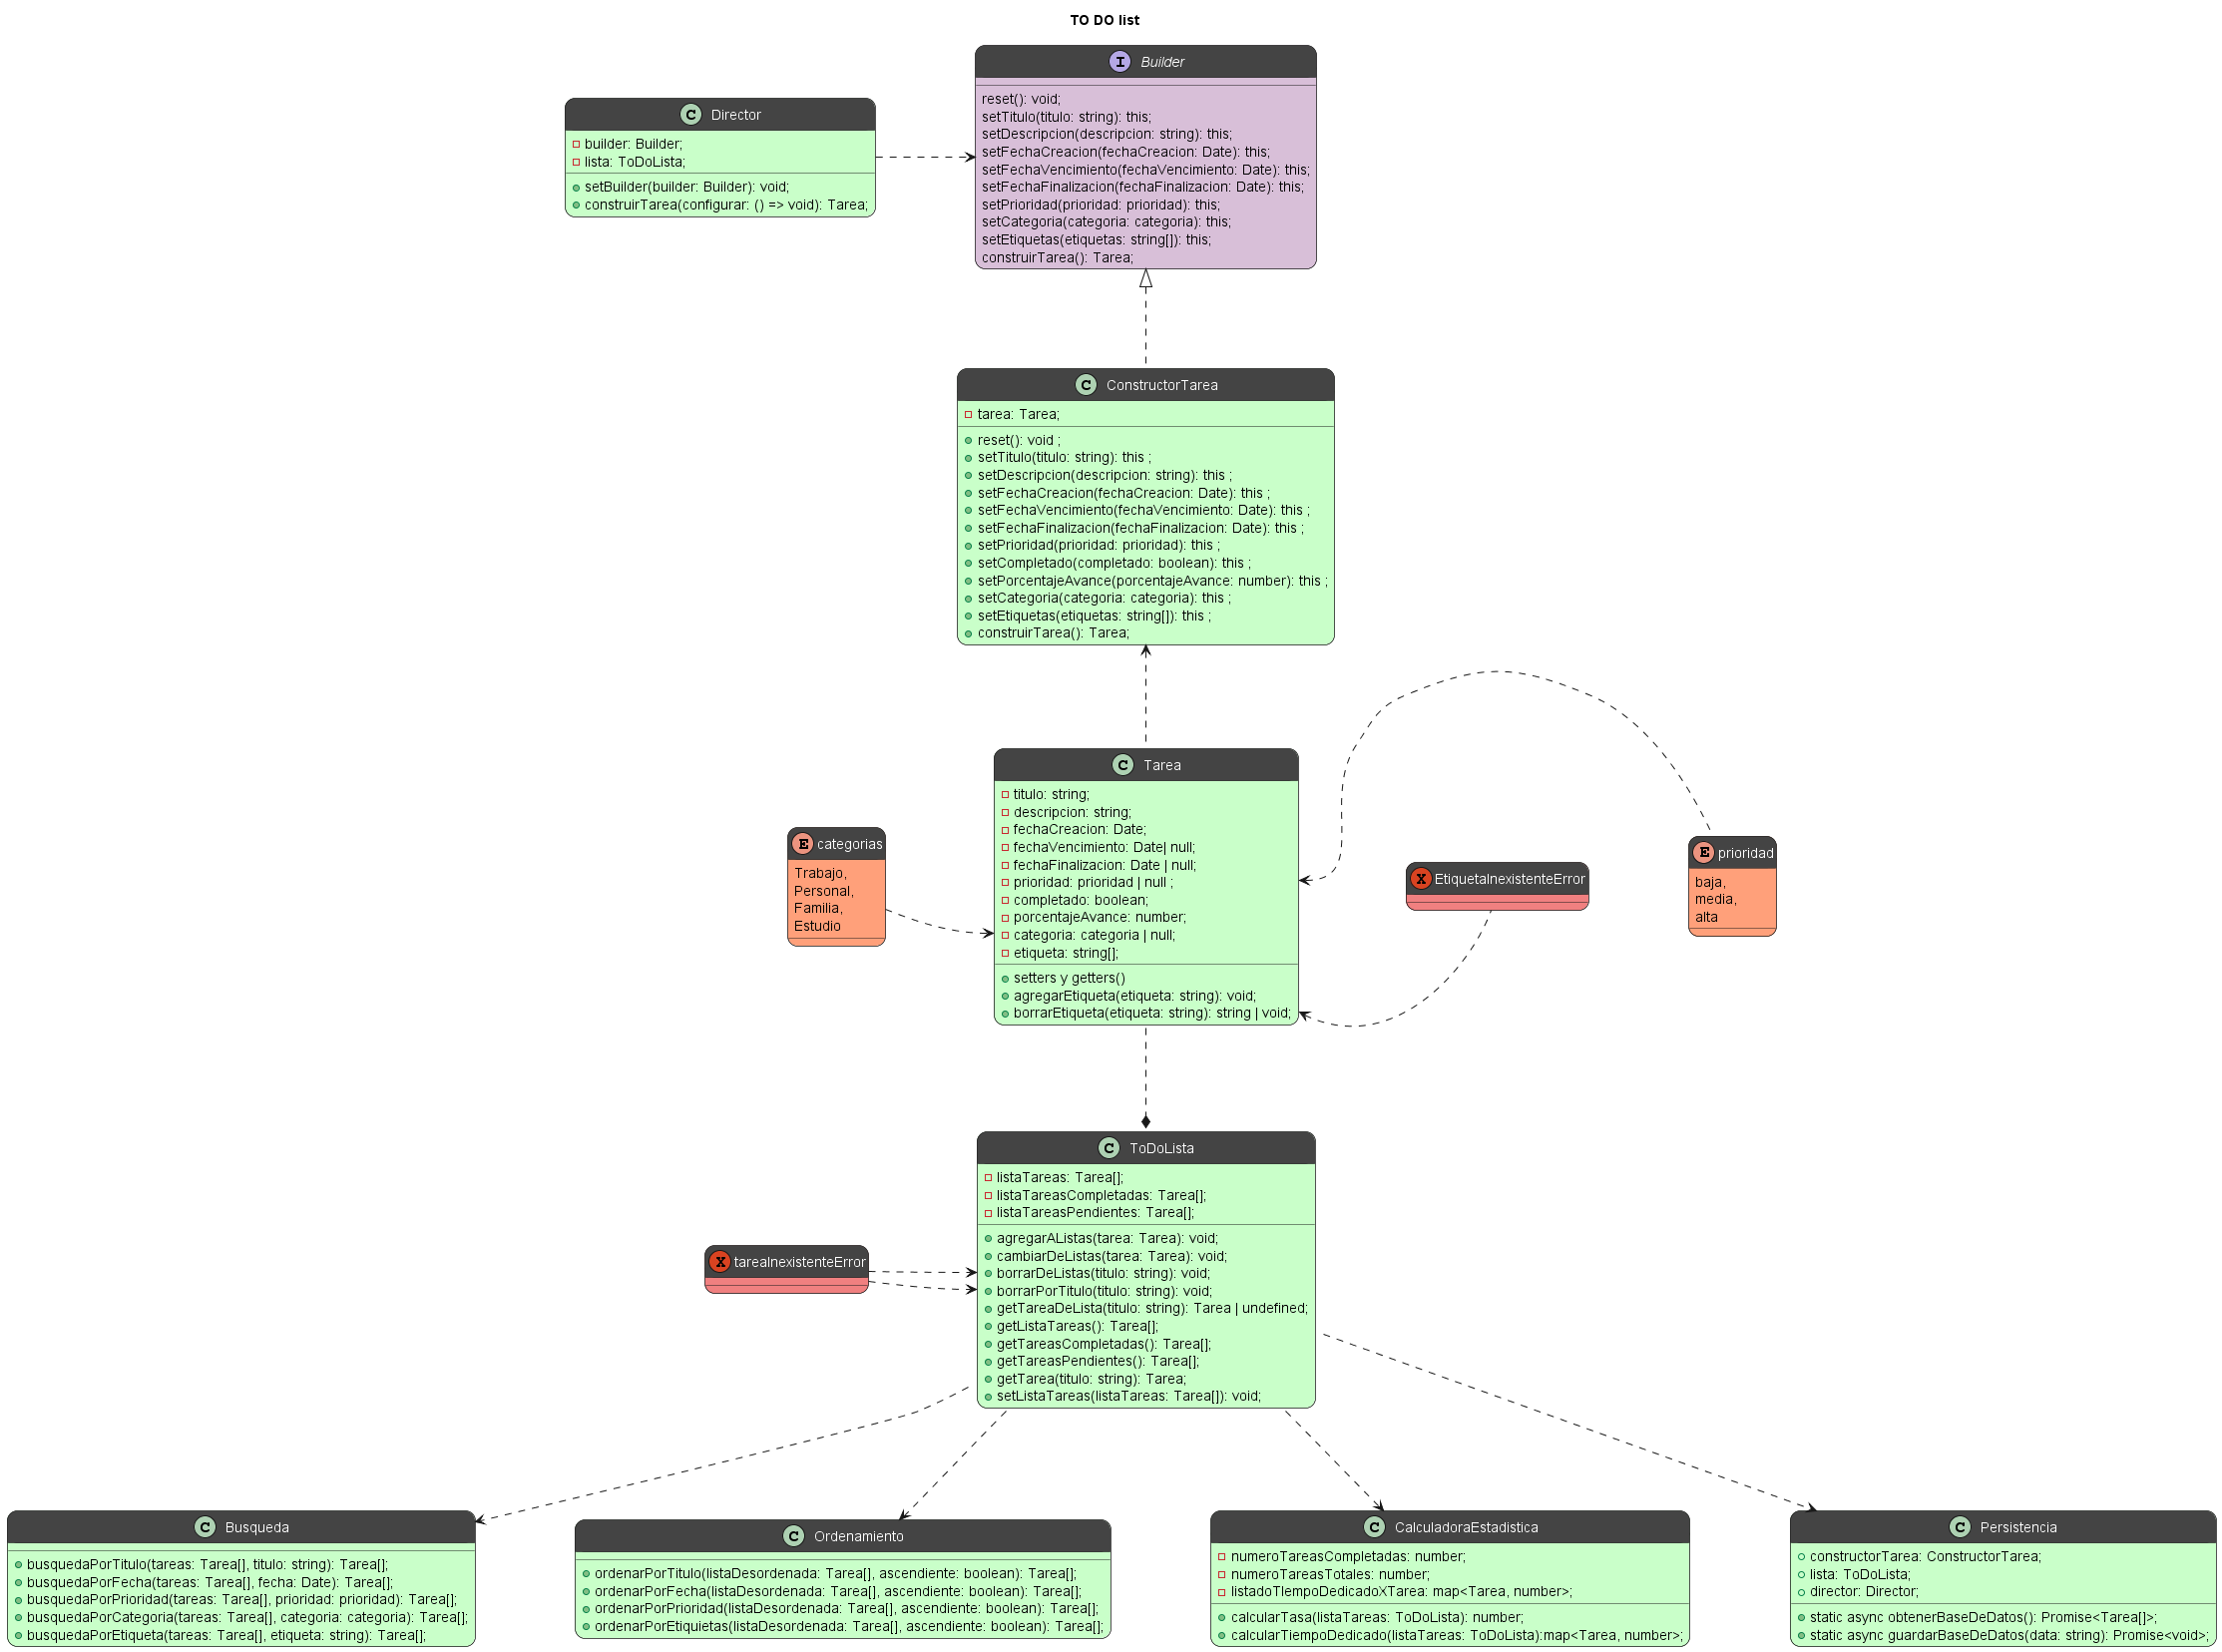 TO DO list
I Builder
reset(): void;
setTitulo(titulo: string): this;
setDescripcion(descripcion: string): this;
setFechaCreacion(fechaCreacion: Date): this;
setFechaVencimiento(fechaVencimiento: Date): this;
setFechaFinalizacion(fechaFinalizacion: Date): this;
setPrioridad(prioridad: prioridad): this;
setCategoria(categoria: categoria): this;
setEtiquetas(etiquetas: string[]): this;
construirTarea(): Tarea;
C Director
builder: Builder;
lista: ToDoLista;
setBuilder(builder: Builder): void;
construirTarea(configurar: () => void): Tarea;
C ConstructorTarea
tarea: Tarea;
reset(): void ;
setTitulo(titulo: string): this ;
setDescripcion(descripcion: string): this ;
setFechaCreacion(fechaCreacion: Date): this ;
setFechaVencimiento(fechaVencimiento: Date): this ;
setFechaFinalizacion(fechaFinalizacion: Date): this ;
setPrioridad(prioridad: prioridad): this ;
setCompletado(completado: boolean): this ;
setPorcentajeAvance(porcentajeAvance: number): this ;
setCategoria(categoria: categoria): this ;
setEtiquetas(etiquetas: string[]): this ;
construirTarea(): Tarea;
C Tarea
titulo: string;
descripcion: string;
fechaCreacion: Date;
fechaVencimiento: Date| null;
fechaFinalizacion: Date | null;
prioridad: prioridad | null ;
completado: boolean;
porcentajeAvance: number;
categoria: categoria | null;
etiqueta: string[];
setters y getters()
agregarEtiqueta(etiqueta: string): void;
borrarEtiqueta(etiqueta: string): string | void;
E categorias
Trabajo,
Personal,
Familia,
Estudio
X EtiquetaInexistenteError
E prioridad
baja,
media,
alta
C ToDoLista
listaTareas: Tarea[];
listaTareasCompletadas: Tarea[];
listaTareasPendientes: Tarea[];
agregarAListas(tarea: Tarea): void;
cambiarDeListas(tarea: Tarea): void;
borrarDeListas(titulo: string): void;
borrarPorTitulo(titulo: string): void;
getTareaDeLista(titulo: string): Tarea | undefined;
getListaTareas(): Tarea[];
getTareasCompletadas(): Tarea[];
getTareasPendientes(): Tarea[];
getTarea(titulo: string): Tarea;
setListaTareas(listaTareas: Tarea[]): void;
X tareaInexistenteError
C Busqueda
busquedaPorTitulo(tareas: Tarea[], titulo: string): Tarea[];
busquedaPorFecha(tareas: Tarea[], fecha: Date): Tarea[];
busquedaPorPrioridad(tareas: Tarea[], prioridad: prioridad): Tarea[];
busquedaPorCategoria(tareas: Tarea[], categoria: categoria): Tarea[];
busquedaPorEtiqueta(tareas: Tarea[], etiqueta: string): Tarea[];
C Ordenamiento
ordenarPorTitulo(listaDesordenada: Tarea[], ascendiente: boolean): Tarea[];
ordenarPorFecha(listaDesordenada: Tarea[], ascendiente: boolean): Tarea[];
ordenarPorPrioridad(listaDesordenada: Tarea[], ascendiente: boolean): Tarea[];
ordenarPorEtiquietas(listaDesordenada: Tarea[], ascendiente: boolean): Tarea[];
C CalculadoraEstadistica
numeroTareasCompletadas: number;
numeroTareasTotales: number;
listadoTIempoDedicadoXTarea: map<Tarea, number>;
calcularTasa(listaTareas: ToDoLista): number;
calcularTiempoDedicado(listaTareas: ToDoLista):map<Tarea, number>;
C Persistencia
constructorTarea: ConstructorTarea;
lista: ToDoLista;
director: Director;
static async obtenerBaseDeDatos(): Promise<Tarea[]>;
static async guardarBaseDeDatos(data: string): Promise<void>;